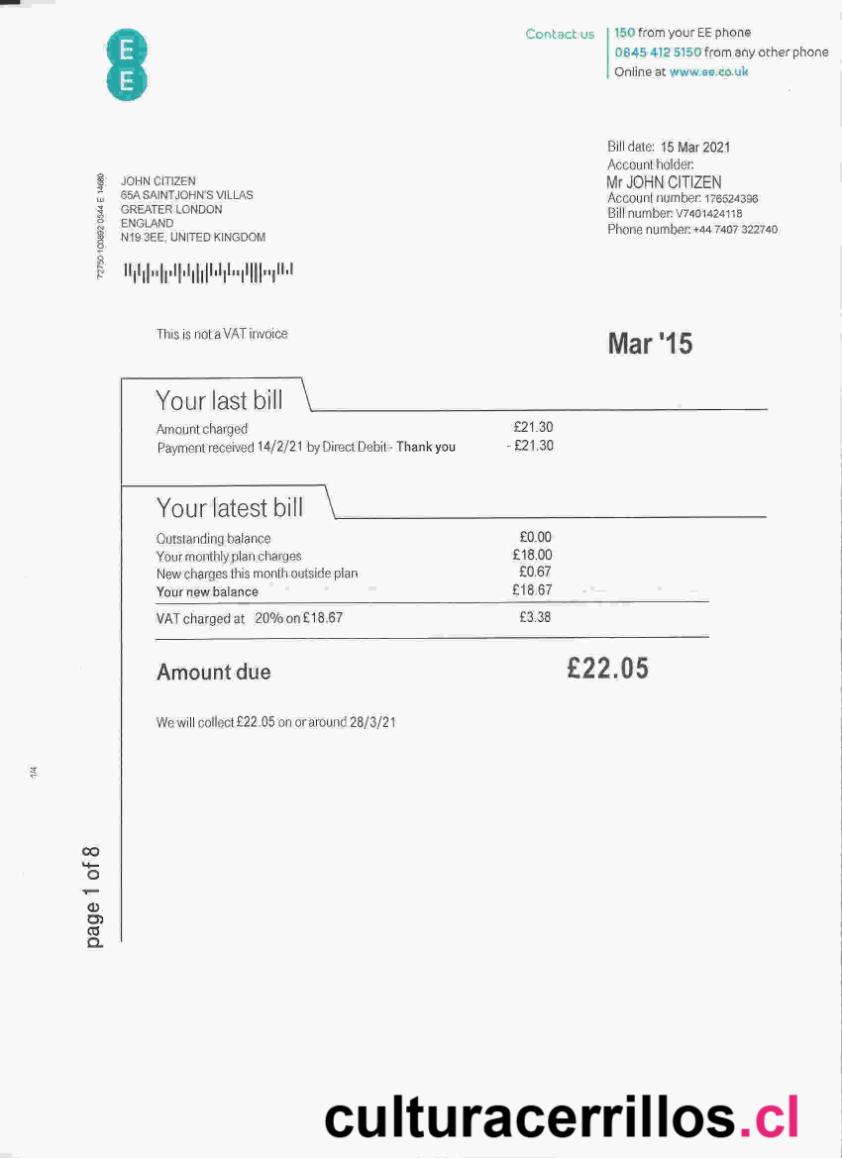 E
E
Contact us
150 from your EE phone
0845 412 5150 from any other phone
Online at www.ee.co.uk
Bill date: 15 Mar 2021
Account holder:
Mr JOHN CITIZEN
Account number: 176524396
Bill number: V7401424118
Phone number: +44 7407 322740
72750 100892 0544 E 14680
JOHN CITIZEN
65A SAINT JOHN'S VILLAS
GREATER LONDON
ENGLAND
N19 3EE, UNITED KINGDOM
This is not a VAT invoice
Mar '15
Your last bill
Amount charged £21.30
Payment received 14/2/21 by Direct Debit - Thank you - £21.30
Your latest bill
Outstanding balance £0.00
Your monthly plan charges £18.00
New charges this month outside plan £0.67
Your new balance £18.67
VAT charged at 20% on £18.67 £3.38
Amount due £22.05
We will collect £22.05 on or around 28/3/21
1/4
page 1 of 8
culturacerrillos.cl